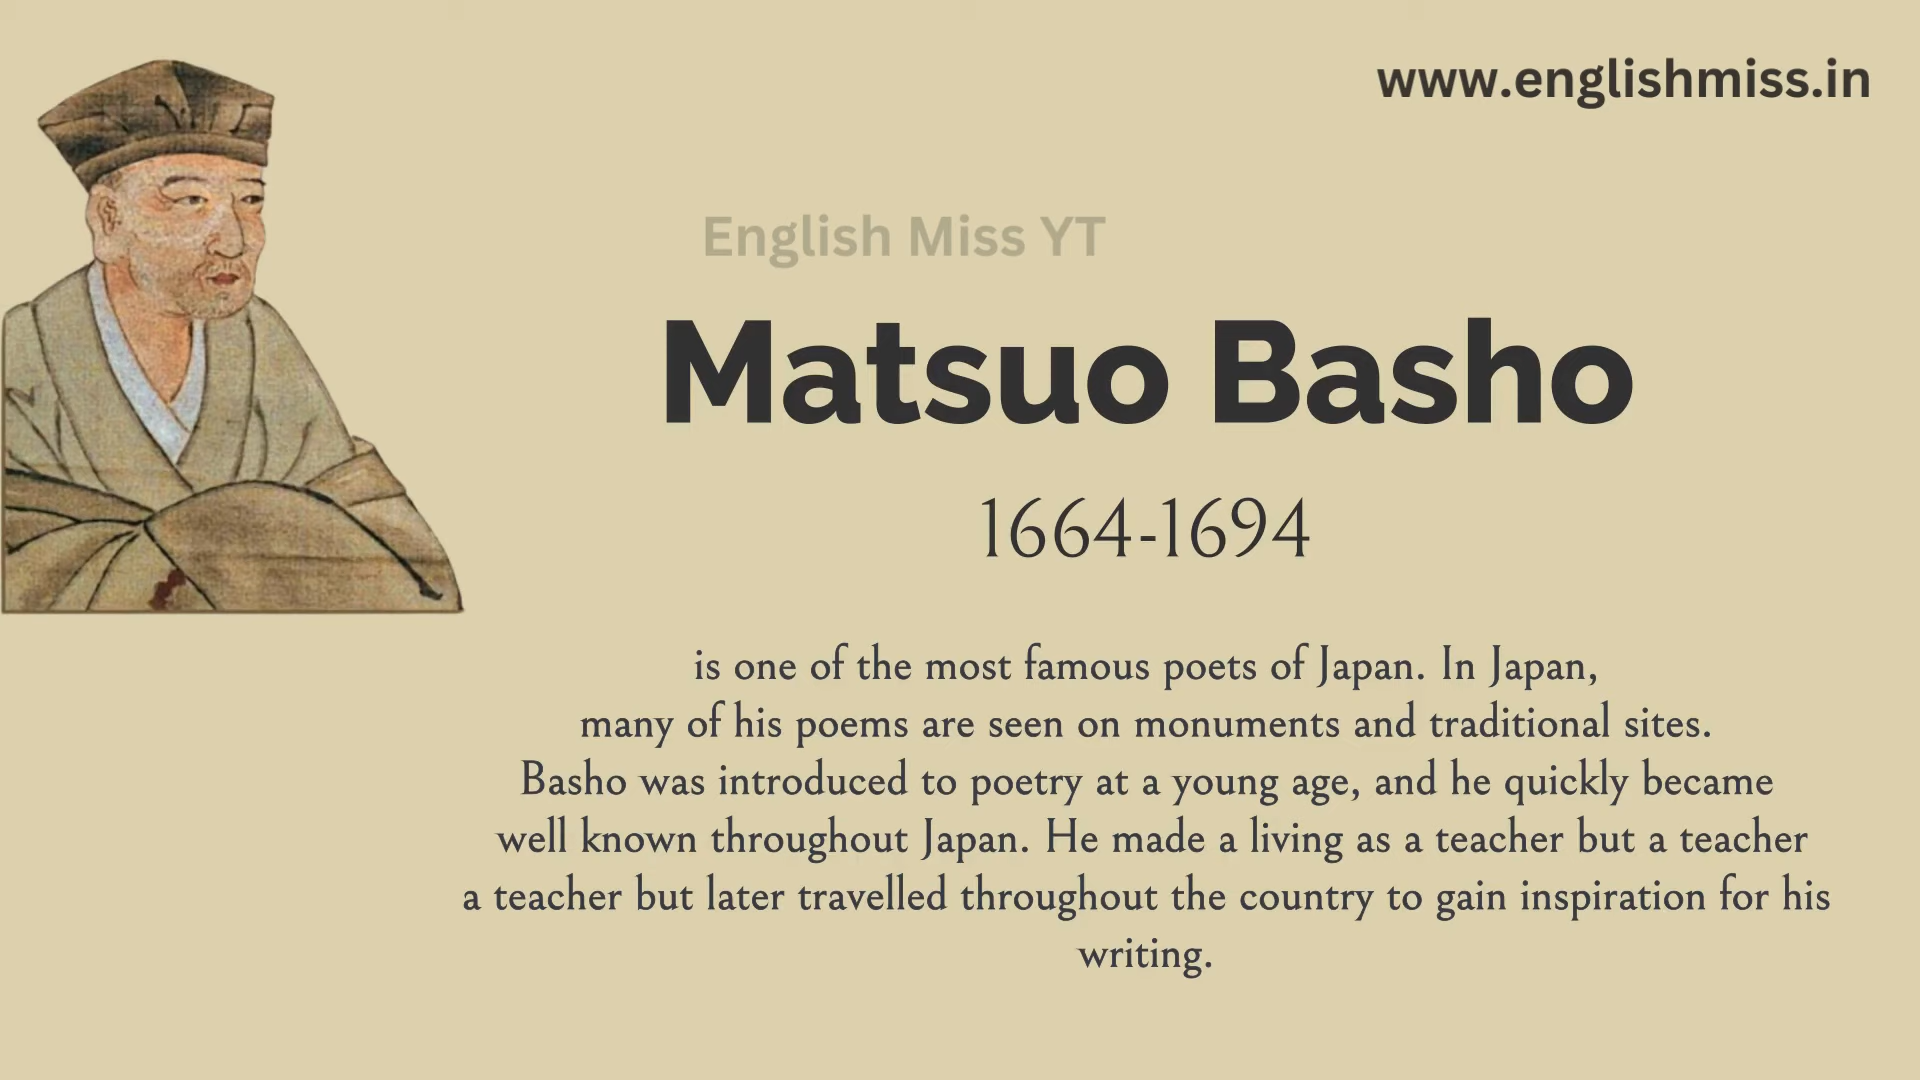 www.englishmiss.in
English Miss YT
Matsuo Basho
1664-1694
is one of the most famous poets of Japan. In Japan,
many of his poems are seen on monuments and traditional sites.
Basho was introduced to poetry at a young age, and he quickly became
well known throughout Japan. He made a living as a teacher but a teacher
a teacher but later travelled throughout the country to gain inspiration for his
writing.